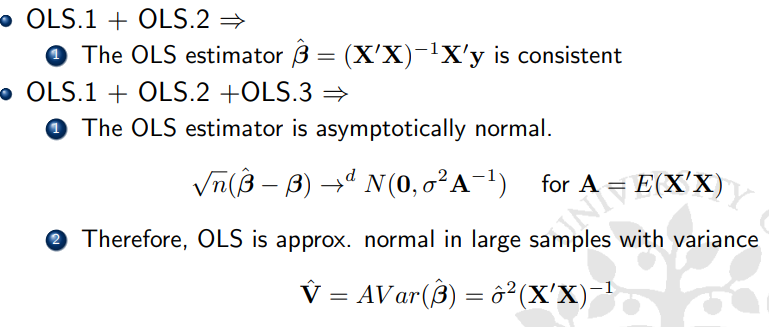 OLS.1 + OLS.2 ⇒
1 The OLS estimator β̂ = (X′X)⁻¹X′y is consistent
OLS.1 + OLS.2 +OLS.3 ⇒
1 The OLS estimator is asymptotically normal.
√n(β̂ − β) →ᵈ N(0, σ²A⁻¹) for A = E(X′X)
2 Therefore, OLS is approx. normal in large samples with variance
V̂ = AVar(β̂) = σ̂²(X′X)⁻¹
UNIVERSITY